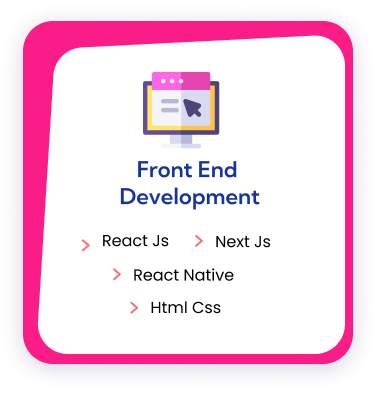 Front End
Development
React Js
Next Js
React Native
Html Css